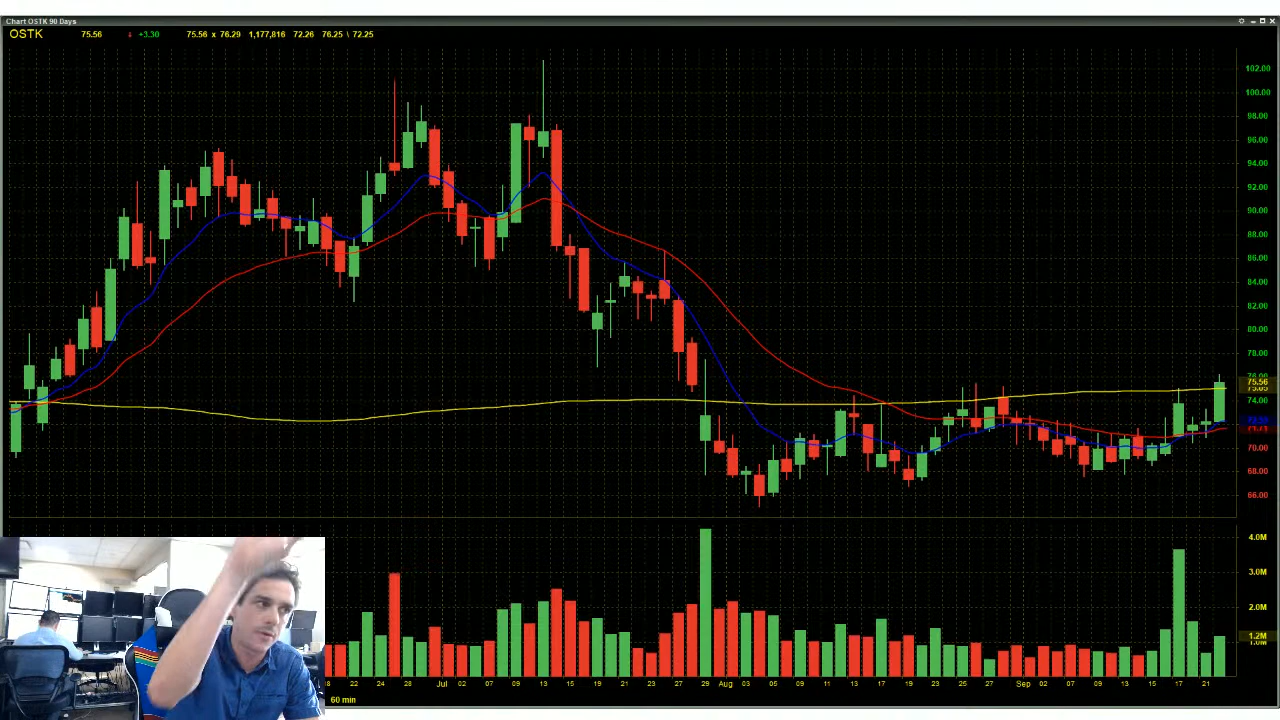 Chart OSTK 90 Days
OSTK 75.56 +3.30 75.56 x 76.29 1,177,816 72.26 76.25 \ 72.25
102.00
100.00
98.00
96.00
94.00
92.00
90.00
88.00
86.00
84.00
82.00
80.00
78.00
76.00
75.56
74.00
70.00
68.00
66.00
4.0M
3.0M
2.0M
1.2M
1.0M
18 22 24 28 Jul 02 07 09 13 15 19 21 23 27 29 Aug 03 05 09 11 13 17 19 23 25 27 Sep 02 07 09 13 15 17 21
60 min